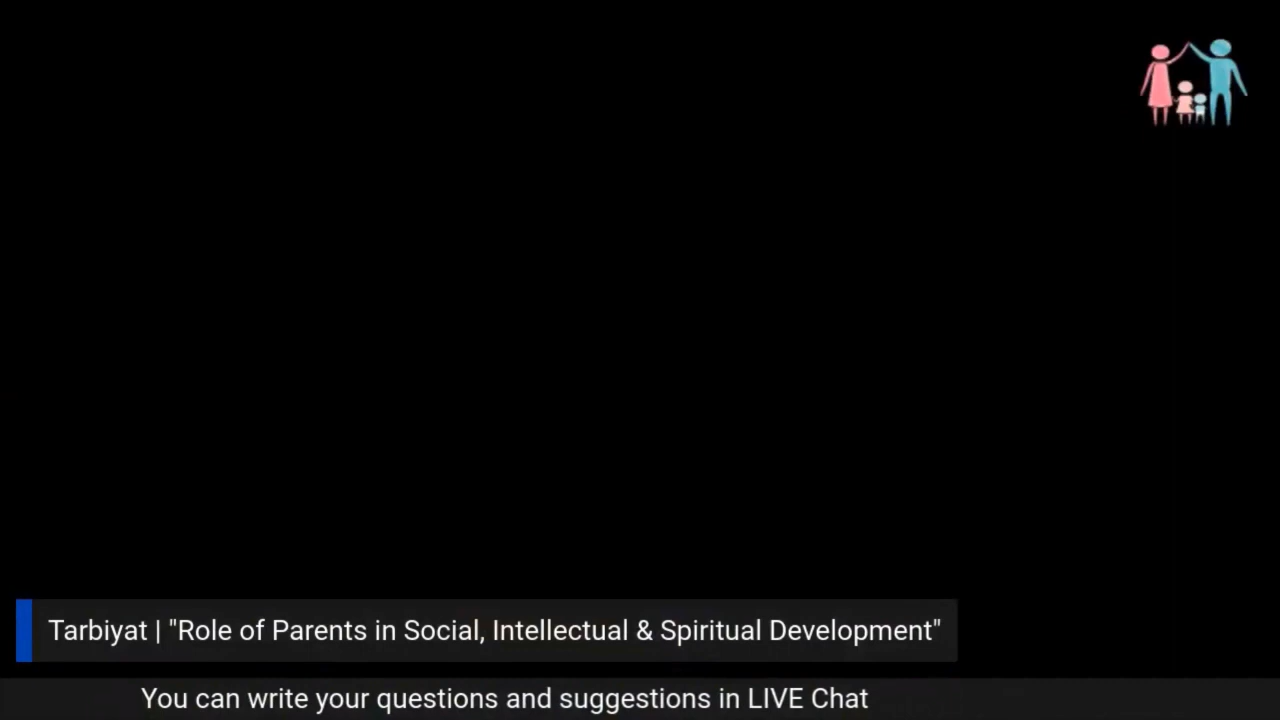 Tarbiyat | "Role of Parents in Social, Intellectual & Spiritual Development"
You can write your questions and suggestions in LIVE Chat